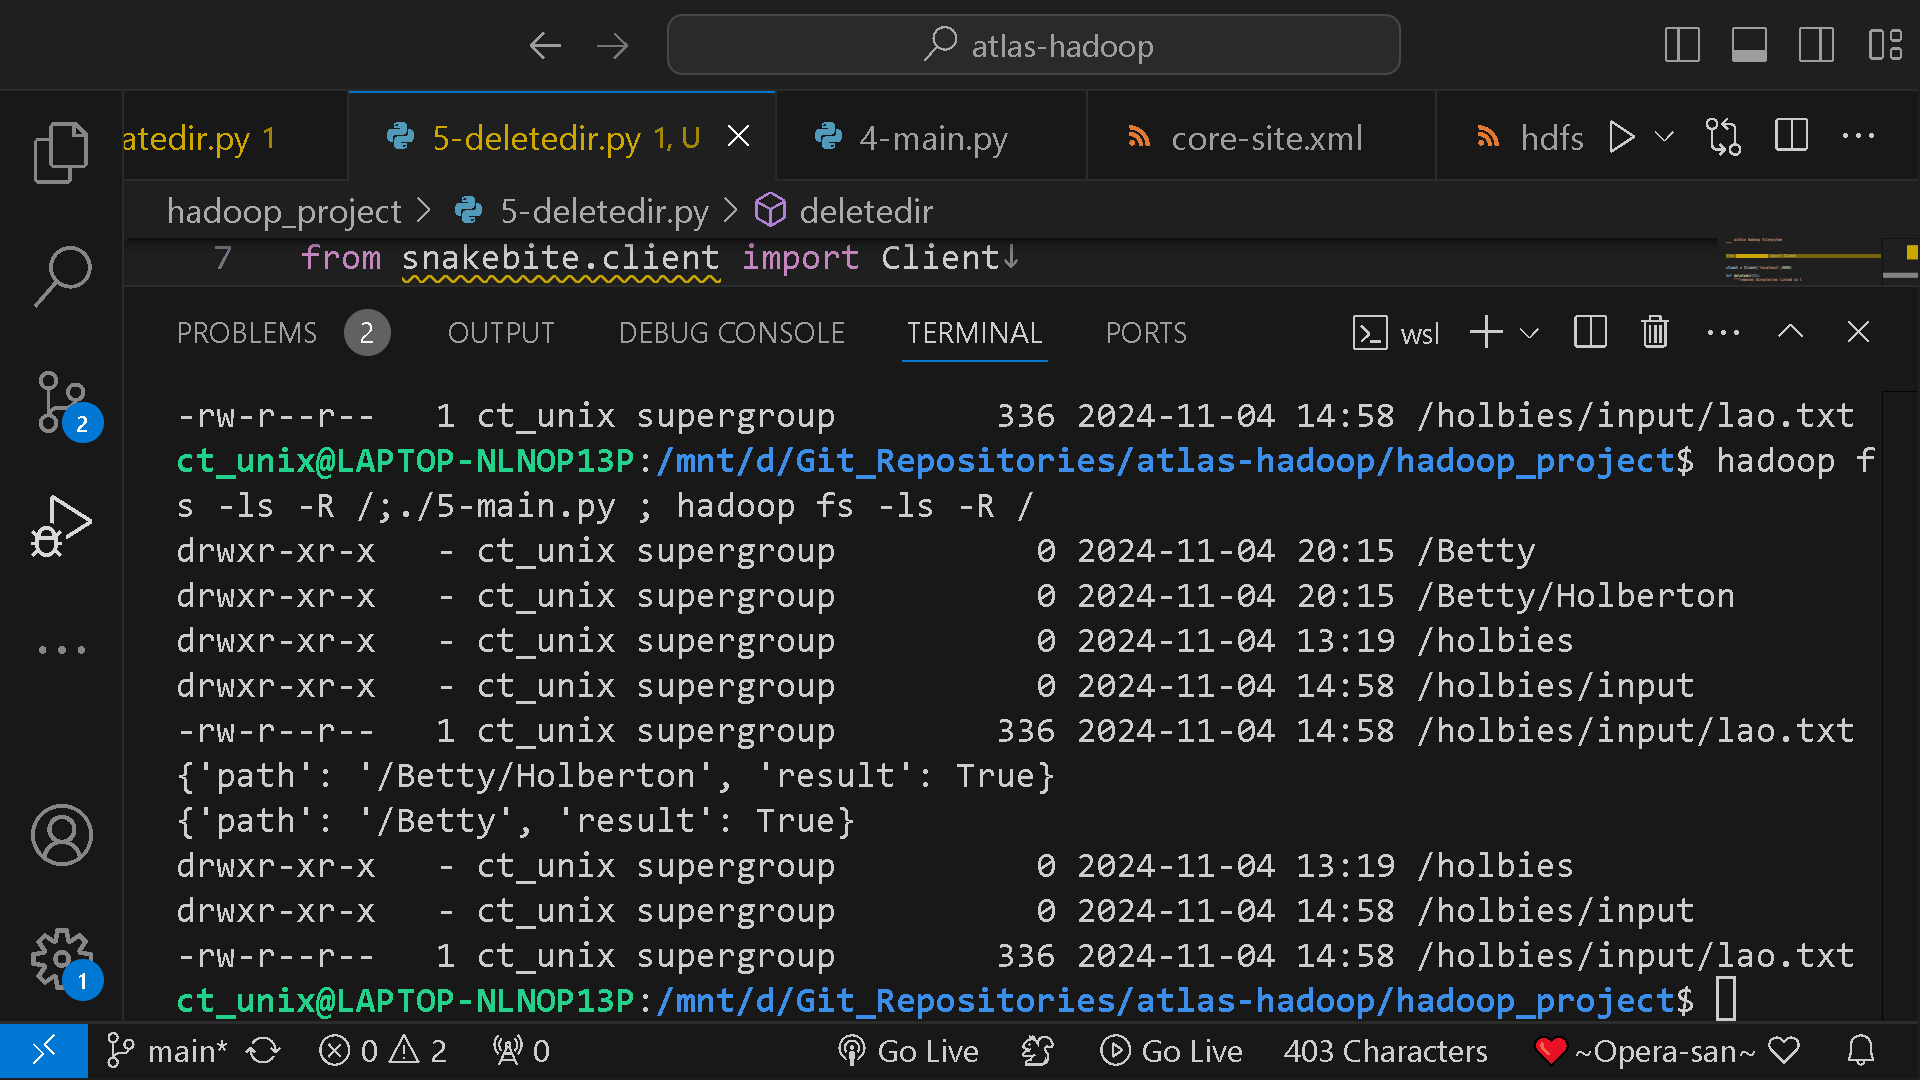 atlas-hadoop
atedir.py 1
5-deletedir.py 1, U
4-main.py
core-site.xml
hdfs
hadoop_project > 5-deletedir.py > deletedir
7 from snakebite.client import Client↓
PROBLEMS 2 OUTPUT DEBUG CONSOLE TERMINAL PORTS wsl
-rw-r--r--   1 ct_unix supergroup        336 2024-11-04 14:58 /holbies/input/lao.txt
ct_unix@LAPTOP-NLNOP13P:/mnt/d/Git_Repositories/atlas-hadoop/hadoop_project$ hadoop f
s -ls -R /;./5-main.py ; hadoop fs -ls -R /
drwxr-xr-x   - ct_unix supergroup          0 2024-11-04 20:15 /Betty
drwxr-xr-x   - ct_unix supergroup          0 2024-11-04 20:15 /Betty/Holberton
drwxr-xr-x   - ct_unix supergroup          0 2024-11-04 13:19 /holbies
drwxr-xr-x   - ct_unix supergroup          0 2024-11-04 14:58 /holbies/input
-rw-r--r--   1 ct_unix supergroup        336 2024-11-04 14:58 /holbies/input/lao.txt
{'path': '/Betty/Holberton', 'result': True}
{'path': '/Betty', 'result': True}
drwxr-xr-x   - ct_unix supergroup          0 2024-11-04 13:19 /holbies
drwxr-xr-x   - ct_unix supergroup          0 2024-11-04 14:58 /holbies/input
-rw-r--r--   1 ct_unix supergroup        336 2024-11-04 14:58 /holbies/input/lao.txt
ct_unix@LAPTOP-NLNOP13P:/mnt/d/Git_Repositories/atlas-hadoop/hadoop_project$
2
1
main* 0 2 0 Go Live Go Live 403 Characters ~Opera-san~